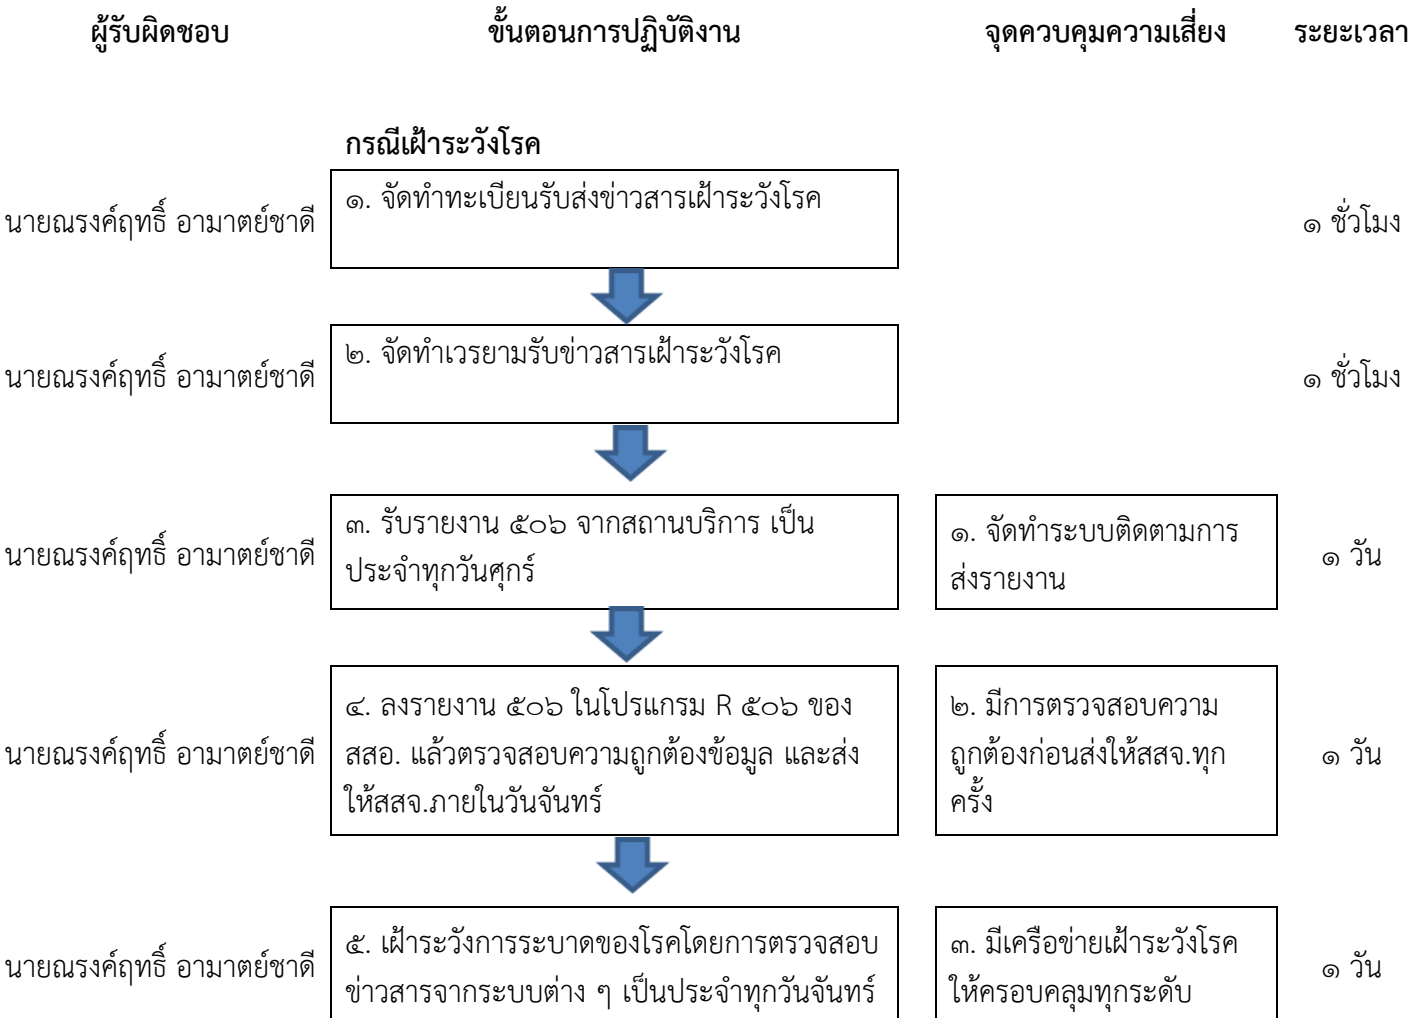 ผู้รับผิดชอบ ขั้นตอนการปฏิบัติงาน จุดควบคุมความเสี่ยง ระยะเวลา
กรณีเฝ้าระวังโรค
นายณรงค์ฤทธิ์ อามาตย์ชาดี
๑. จัดทำทะเบียนรับส่งข่าวสารเฝ้าระวังโรค
๑ ชั่วโมง
นายณรงค์ฤทธิ์ อามาตย์ชาดี
๒. จัดทำเวรยามรับข่าวสารเฝ้าระวังโรค
๑ ชั่วโมง
นายณรงค์ฤทธิ์ อามาตย์ชาดี
๓. รับรายงาน ๕๐๖ จากสถานบริการ เป็น
ประจำทุกวันศุกร์
๑. จัดทำระบบติดตามการ
ส่งรายงาน
๑ วัน
นายณรงค์ฤทธิ์ อามาตย์ชาดี
๔. ลงรายงาน ๕๐๖ ในโปรแกรม R ๕๐๖ ของ
สสอ. แล้วตรวจสอบความถูกต้องข้อมูล และส่ง
ให้สสจ.ภายในวันจันทร์
๒. มีการตรวจสอบความ
ถูกต้องก่อนส่งให้สสจ.ทุก
ครั้ง
๑ วัน
นายณรงค์ฤทธิ์ อามาตย์ชาดี
๕. เฝ้าระวังการระบาดของโรคโดยการตรวจสอบ
ข่าวสารจากระบบต่าง ๆ เป็นประจำทุกวันจันทร์
๓. มีเครือข่ายเฝ้าระวังโรค
ให้ครอบคลุมทุกระดับ
๑ วัน